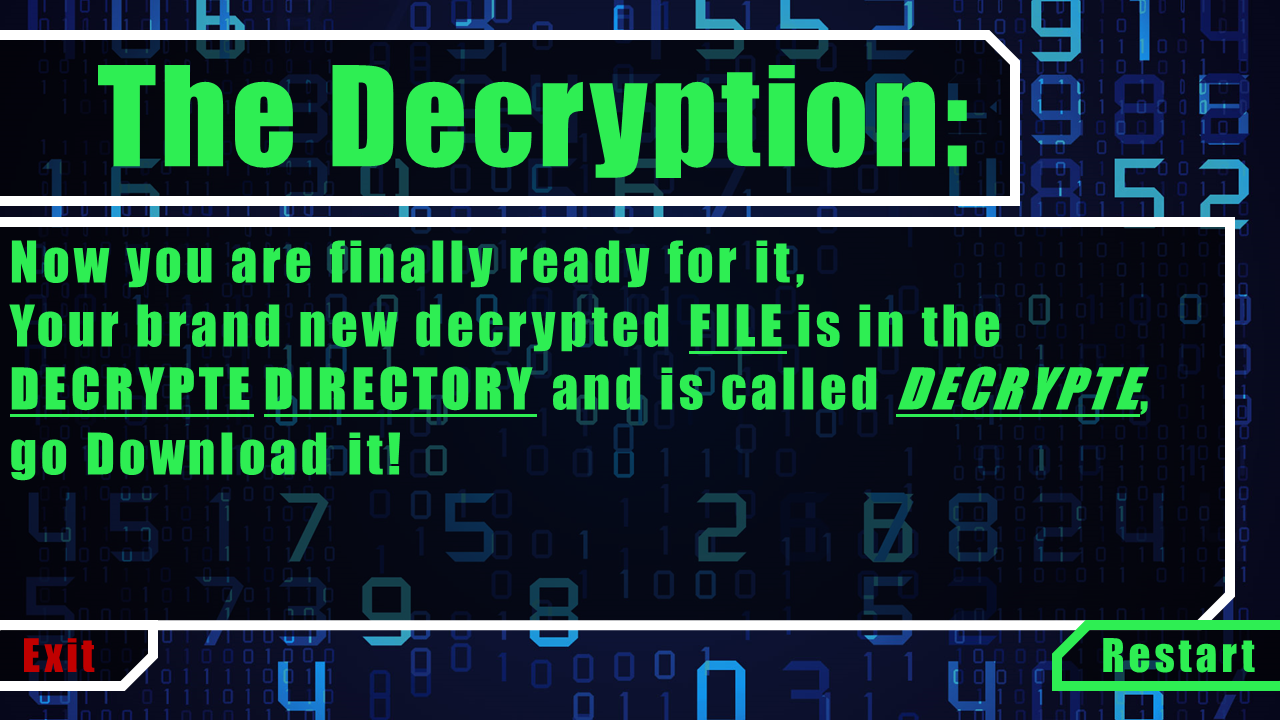 The Decryption:
Now you are finally ready for it,
Your brand new decrypted FILE is in the
DECRYPTE DIRECTORY and is called DECRYPTE,
go Download it!
Exit
Restart